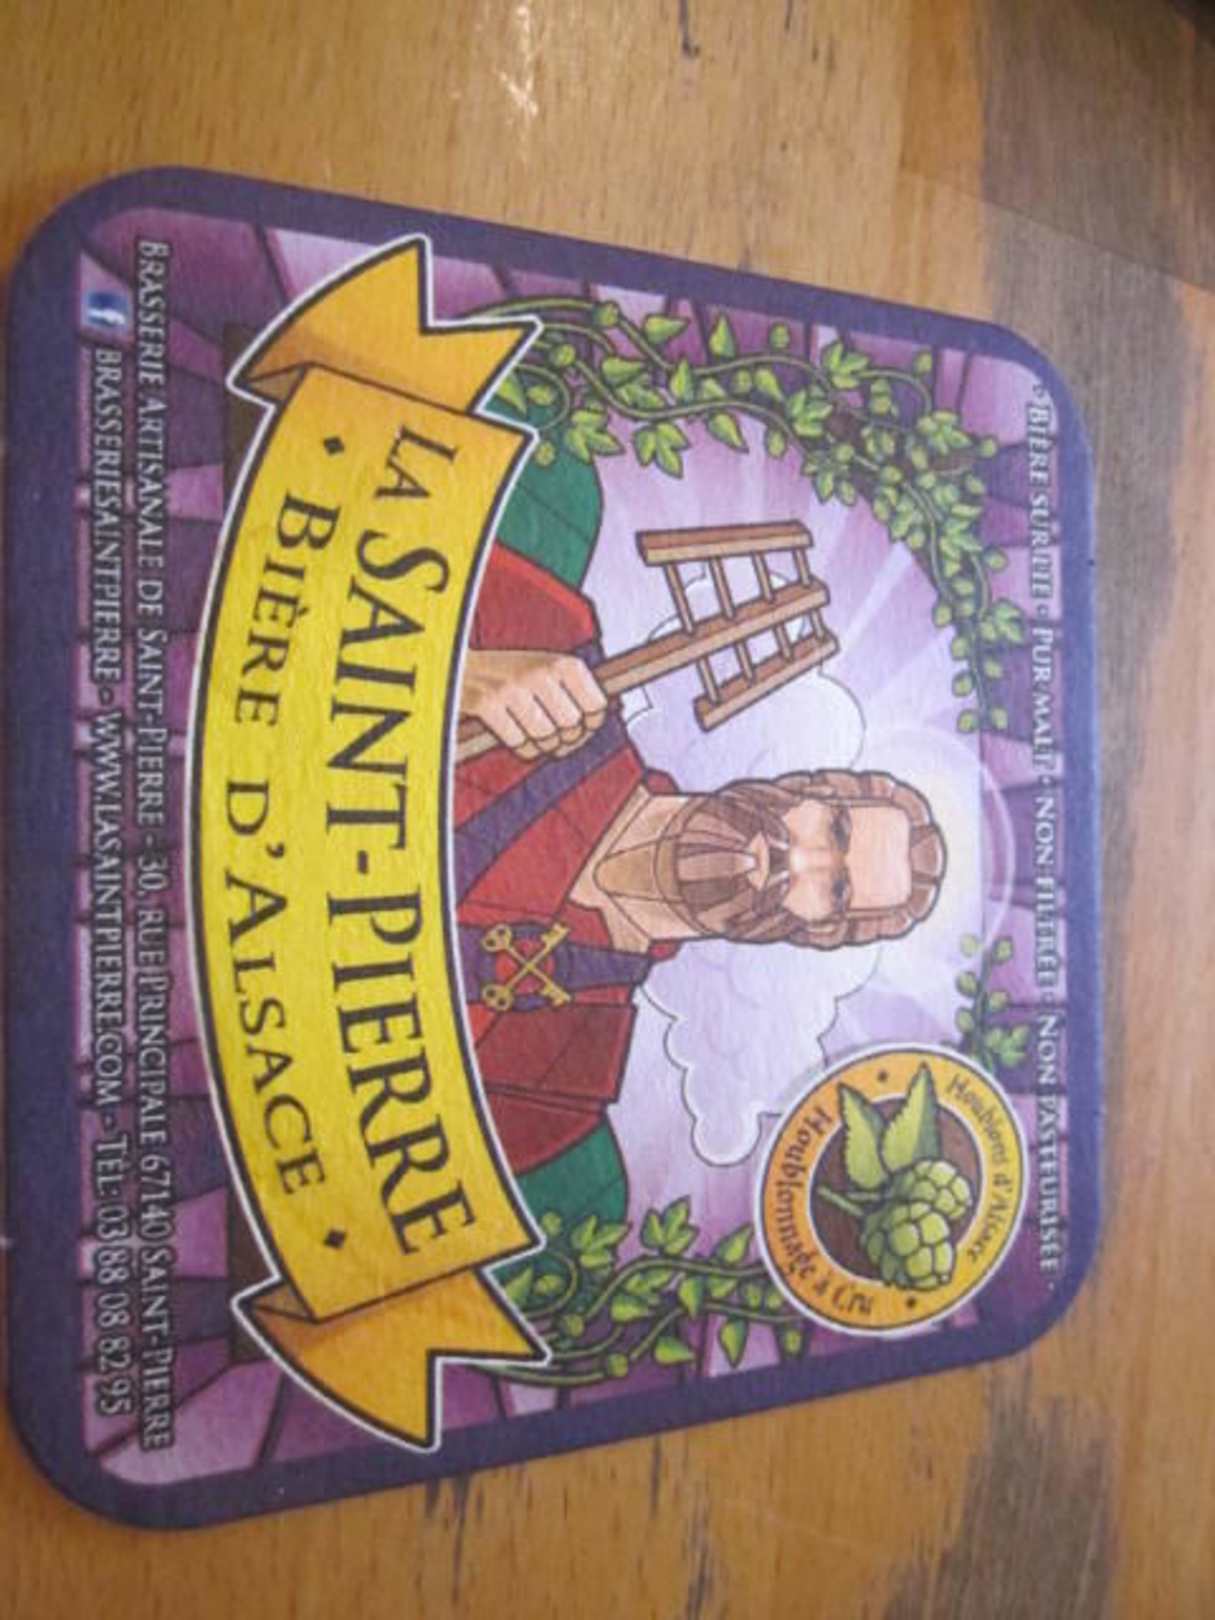 BIÈRE SUR LIE • PUR MALT • NON FILTRÉE • NON PASTEURISÉE •
Houblons d'Alsace
Houblonnage à Cru
LA SAINT-PIERRE
• BIÈRE D'ALSACE •
BRASSERIE ARTISANALE DE SAINT-PIERRE - 30, RUE PRINCIPALE 67140 SAINT-PIERRE
f BRASSERIESAINTPIERRE • WWW.LASAINTPIERRE.COM • TÉL: 03 88 08 82 95